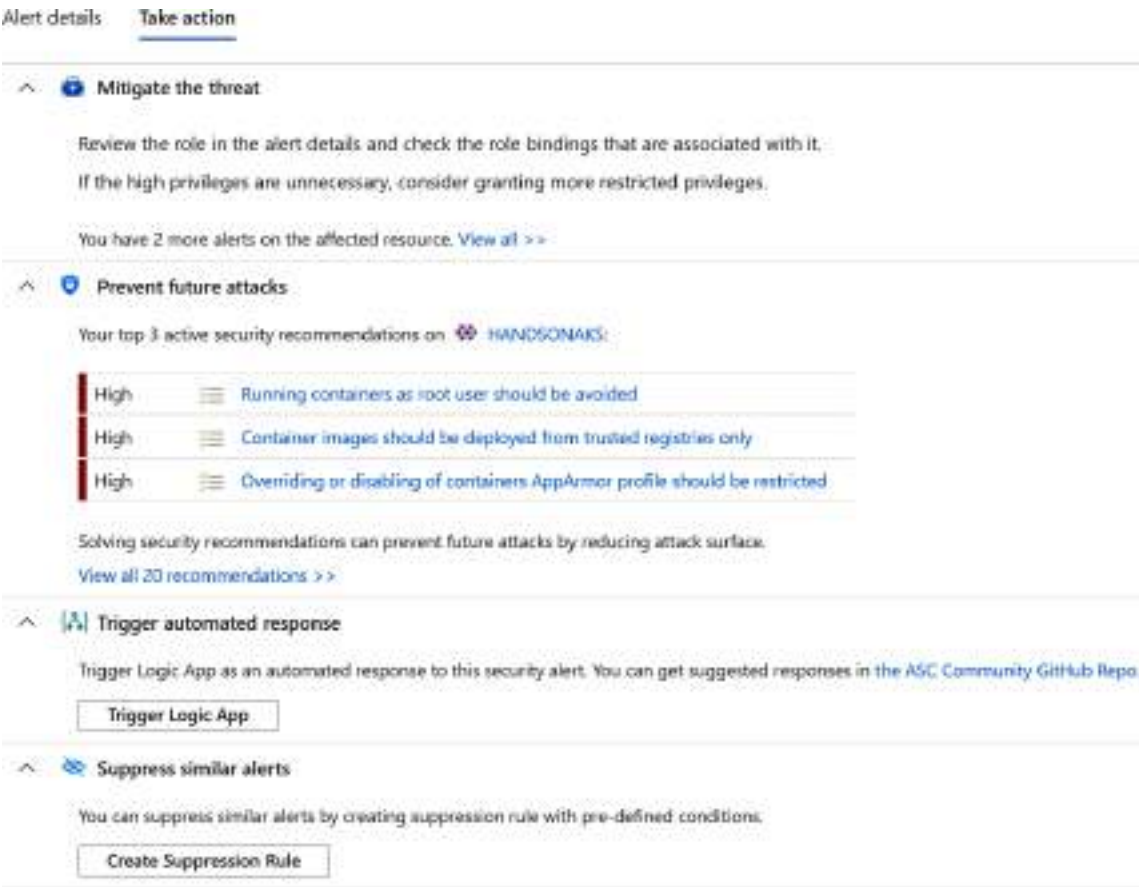 Alert details Take action
Mitigate the threat
Review the role in the alert details and check the role bindings that are associated with it.
If the high privileges are unnecessary, consider granting more restricted privileges.
You have 2 more alerts on the affected resource. View all >>
Prevent future attacks
Your top 3 active security recommendations on HANDSONAKS:
High Running containers as root user should be avoided
High Container images should be deployed from trusted registries only
High Overriding or disabling of containers AppArmor profile should be restricted
Solving security recommendations can prevent future attacks by reducing attack surface.
View all 20 recommendations >>
Trigger automated response
Trigger Logic App as an automated response to this security alert. You can get suggested responses in the ASC Community GitHub Repo
Trigger Logic App
Suppress similar alerts
You can suppress similar alerts by creating suppression rule with pre-defined conditions.
Create Suppression Rule